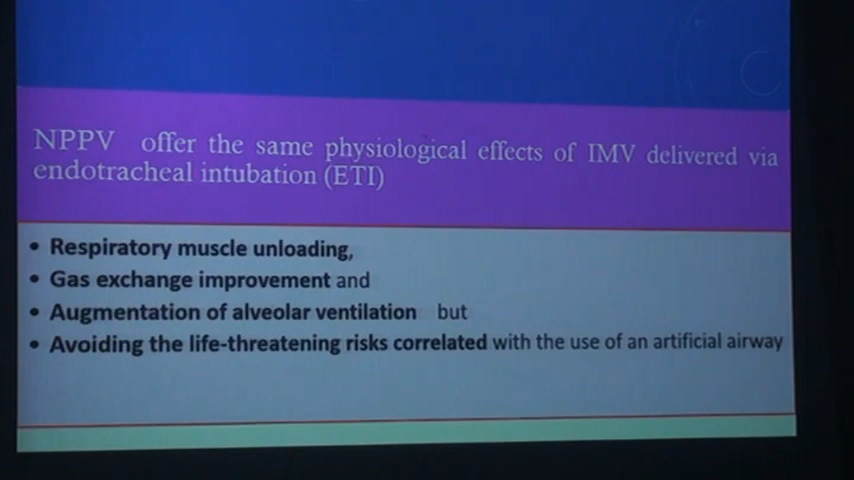 NPPV offer the same physiological effects of IMV delivered via
endotracheal intubation (ETI)
• Respiratory muscle unloading,
• Gas exchange improvement and
• Augmentation of alveolar ventilation but
• Avoiding the life-threatening risks correlated with the use of an artificial airway